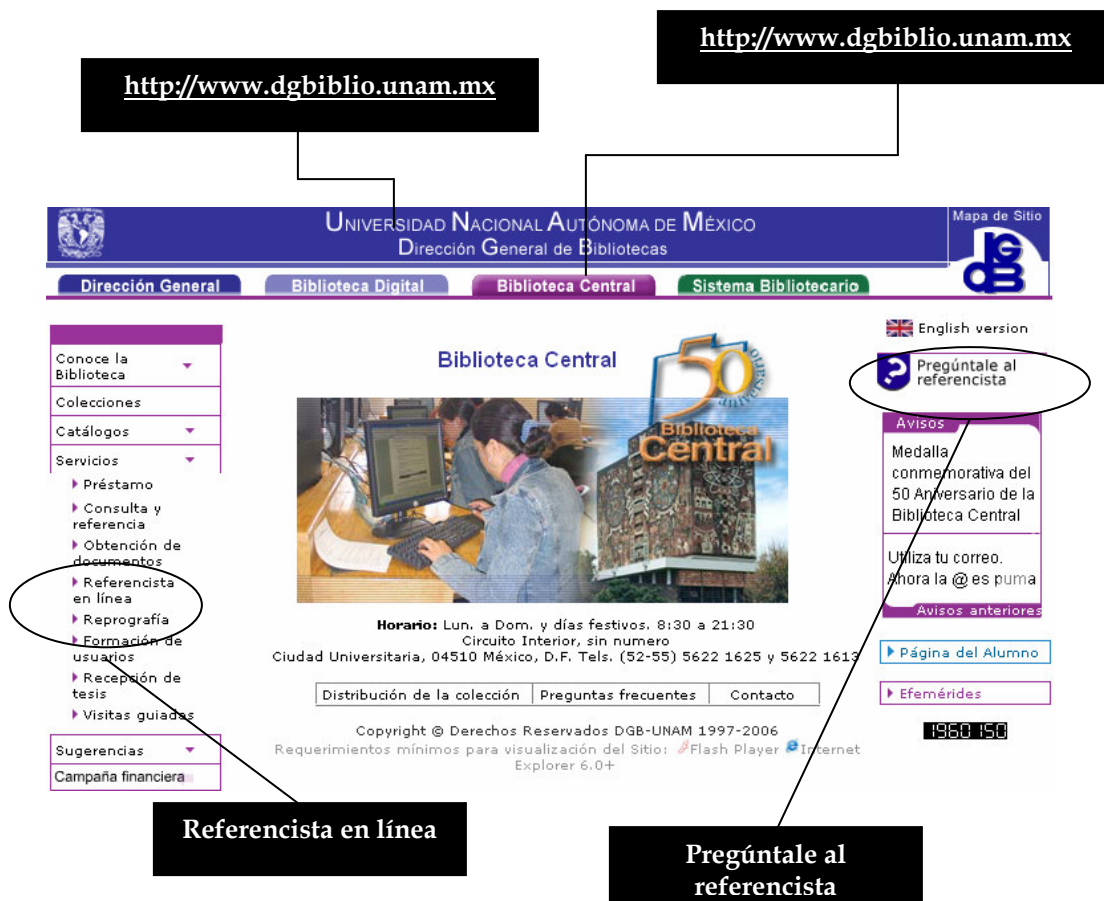 http://www.dgbiblio.unam.mx
http://www.dgbiblio.unam.mx
UNIVERSIDAD NACIONAL AUTÓNOMA DE MÉXICO
Dirección General de Bibliotecas
Mapa de Sitio
Dirección General
Biblioteca Digital
Biblioteca Central
Sistema Bibliotecario
Conoce la
Biblioteca
Colecciones
Catálogos
Servicios
Préstamo
Consulta y
referencia
Obtención de
documentos
Referencista
en línea
Reprografía
Formación de
usuarios
Recepción de
tesis
Visitas guiadas
Sugerencias
Campaña financiera
Biblioteca Central
50
aniversario
Biblioteca
Central
Horario: Lun. a Dom. y días festivos. 8:30 a 21:30
Circuito Interior, sin numero
Ciudad Universitaria, 04510 México, D.F. Tels. (52-55) 5622 1625 y 5622 1613
Distribución de la colección
Preguntas frecuentes
Contacto
Copyright © Derechos Reservados DGB-UNAM 1997-2006
Requerimientos mínimos para visualización del Sitio: Flash Player Internet
Explorer 6.0+
English version
Pregúntale al
referencista
Avisos
Medalla
conmemorativa del
50 Aniversario de la
Biblioteca Central
Utiliza tu correo.
Ahora la @ es puma
Avisos anteriores
Página del Alumno
Efemérides
1960150
Referencista en línea
Pregúntale al
referencista